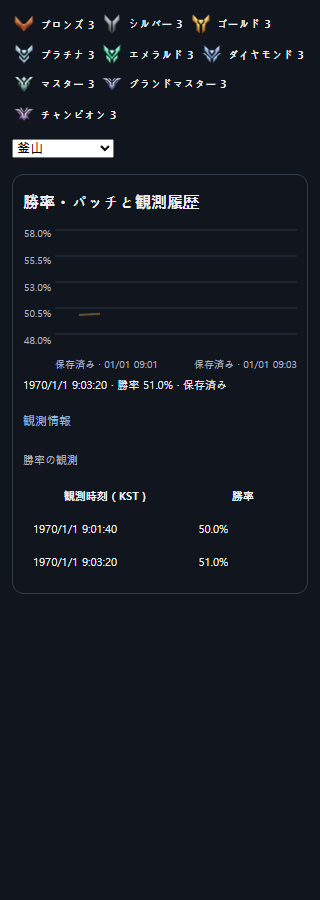 ブロンズ 3 シルバー 3 ゴールド 3
プラチナ 3 エメラルド 3 ダイヤモンド 3
マスター 3 グランドマスター 3
チャンピオン 3
釜山
勝率・パッチと観測履歴
58.0%
55.5%
53.0%
50.5%
48.0%
保存済み · 01/01 09:01 保存済み · 01/01 09:03
1970/1/1 9:03:20 · 勝率 51.0% · 保存済み
観測情報
勝率の観測
観測時刻 ( KST ) 勝率
1970/1/1 9:01:40 50.0%
1970/1/1 9:03:20 51.0%